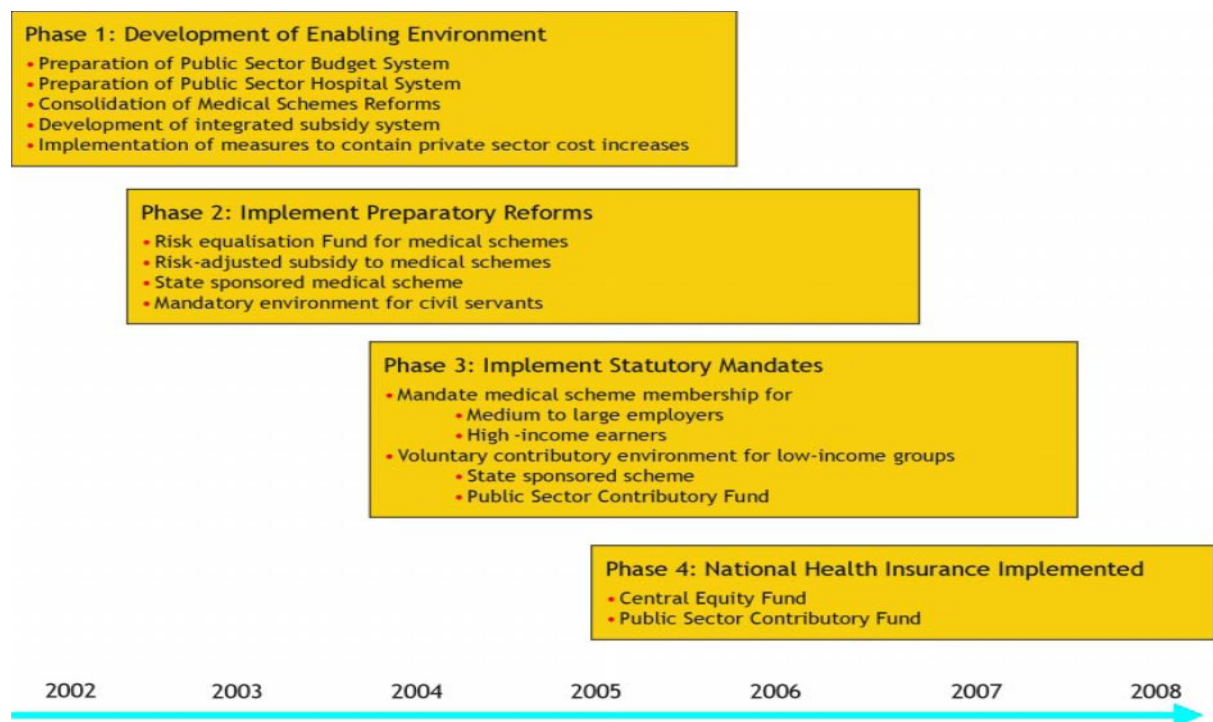 Phase 1: Development of Enabling Environment
• Preparation of Public Sector Budget System
• Preparation of Public Sector Hospital System
• Consolidation of Medical Schemes Reforms
• Development of integrated subsidy system
• Implementation of measures to contain private sector cost increases
Phase 2: Implement Preparatory Reforms
• Risk equalisation Fund for medical schemes
• Risk-adjusted subsidy to medical schemes
• State sponsored medical scheme
• Mandatory environment for civil servants
Phase 3: Implement Statutory Mandates
• Mandate medical scheme membership for
• Medium to large employers
• High -income earners
• Voluntary contributory environment for low-income groups
• State sponsored scheme
• Public Sector Contributory Fund
Phase 4: National Health Insurance Implemented
• Central Equity Fund
• Public Sector Contributory Fund
2002 2003 2004 2005 2006 2007 2008